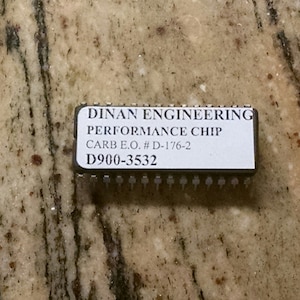 DINAN ENGINEERING
PERFORMANCE CHIP
CARB E.O. # D-176-2
D900-3532